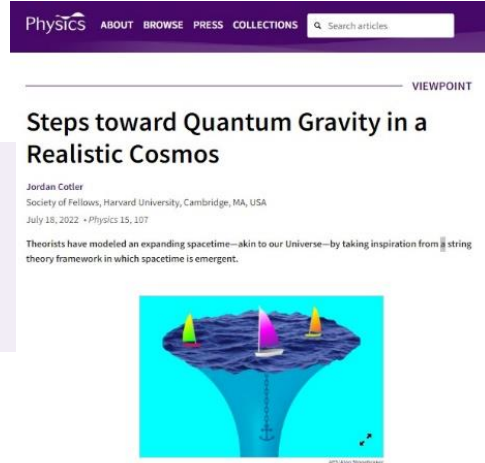 Physics ABOUT BROWSE PRESS COLLECTIONS Search articles
VIEWPOINT
Steps toward Quantum Gravity in a
Realistic Cosmos
Jordan Cotler
Society of Fellows, Harvard University, Cambridge, MA, USA
July 18, 2022 • Physics 15, 107
Theorists have modeled an expanding spacetime—akin to our Universe—by taking inspiration from a string
theory framework in which spacetime is emergent.